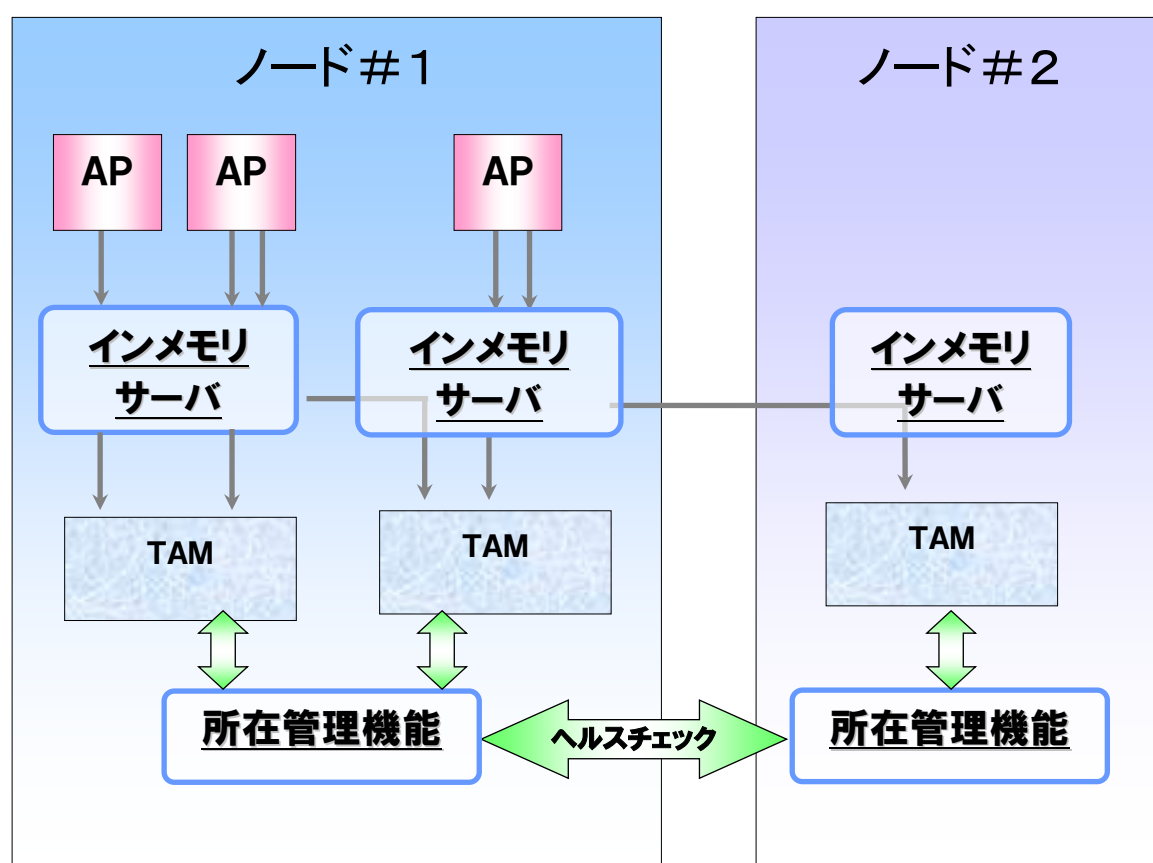 ノード＃１
ノード＃２
AP
AP
AP
インメモリ
サーバ
インメモリ
サーバ
インメモリ
サーバ
TAM
TAM
TAM
所在管理機能
ヘルスチェック
所在管理機能